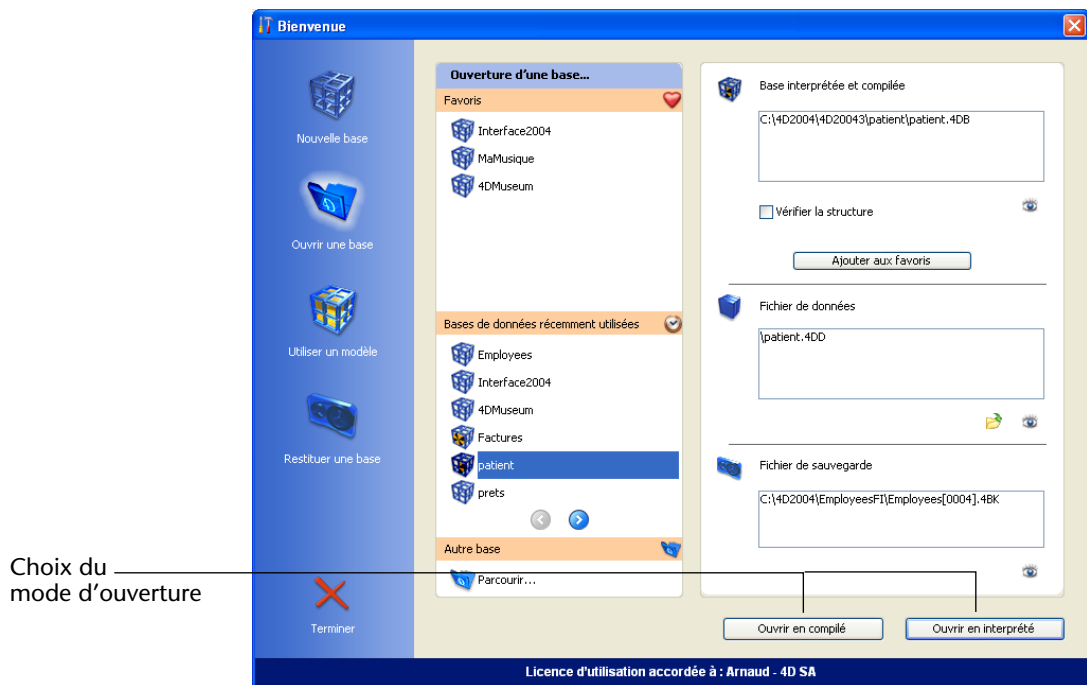 Bienvenue
Nouvelle base
Ouvrir une base
Utiliser un modèle
Restituer une base
Terminer
Ouverture d'une base...
Favoris
Interface2004
MaMusique
4DMuseum
Bases de données récemment utilisées
Employees
Interface2004
4DMuseum
Factures
patient
prets
Autre base
Parcourir...
Base interprétée et compilée
C:\4D2004\4D20043\patient\patient.4DB
Vérifier la structure
Ajouter aux favoris
Fichier de données
\patient.4DD
Fichier de sauvegarde
C:\4D2004\EmployeesFI\Employees[0004].4BK
Choix du
mode d'ouverture
Ouvrir en compilé
Ouvrir en interprété
Licence d'utilisation accordée à : Arnaud - 4D SA